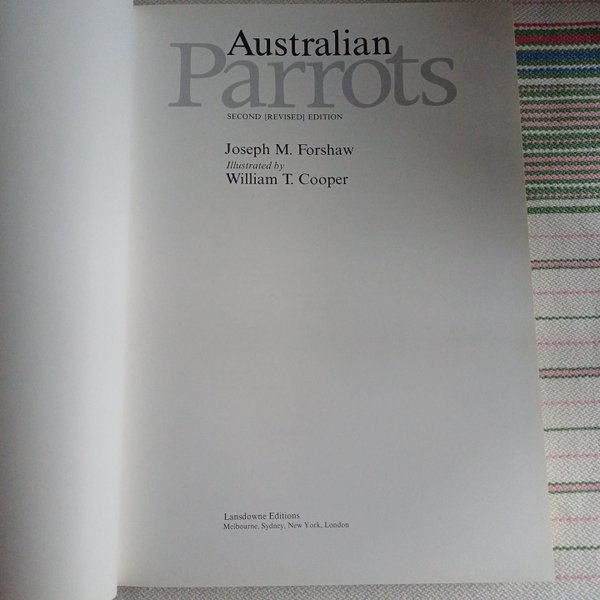 Australian
Parrots
SECOND [REVISED] EDITION
Joseph M. Forshaw
Illustrated by
William T. Cooper
Lansdowne Editions
Melbourne, Sydney, New York, London